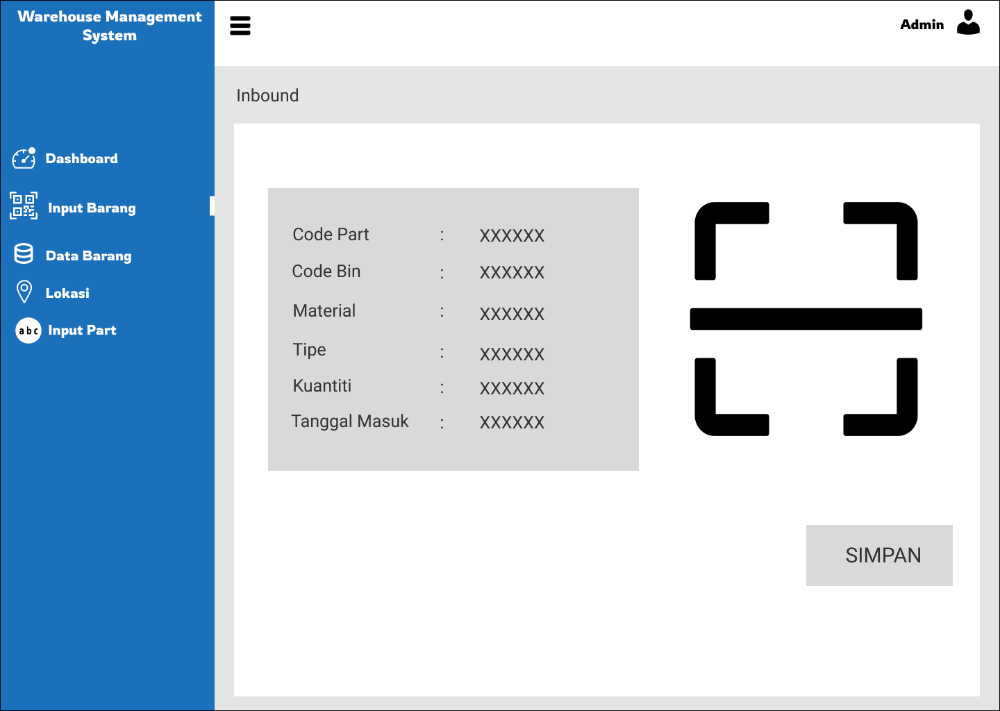 Warehouse Management
System
Admin
Inbound
Dashboard
Input Barang
Data Barang
Lokasi
abc Input Part
Code Part : XXXXXX
Code Bin : XXXXXX
Material : XXXXXX
Tipe : XXXXXX
Kuantiti : XXXXXX
Tanggal Masuk : XXXXXX
SIMPAN